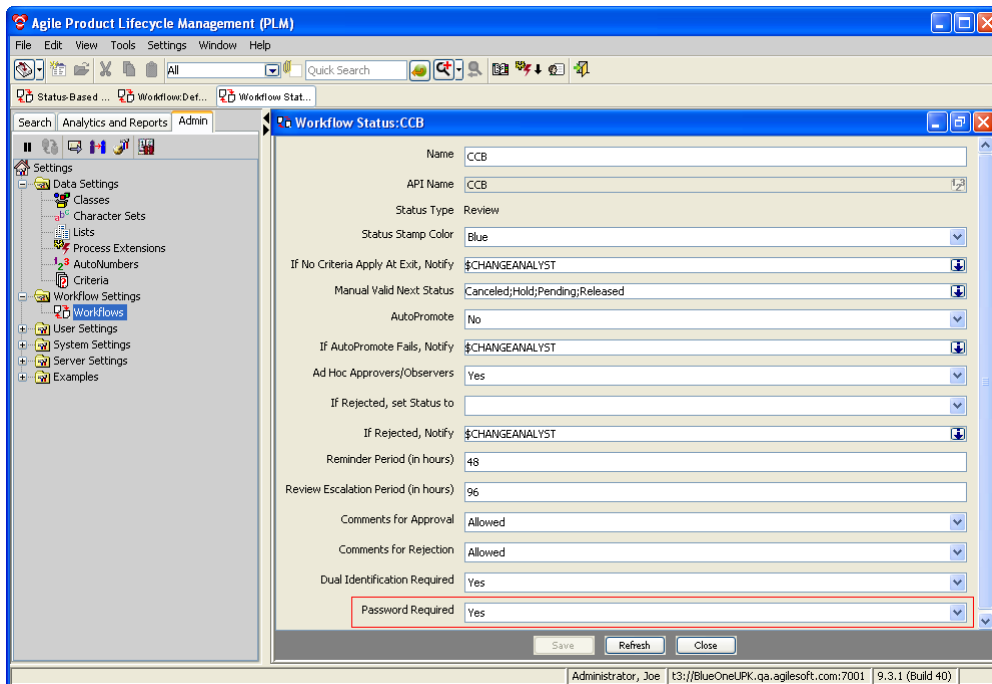 Agile Product Lifecycle Management (PLM)
File Edit View Tools Settings Window Help
All Quick Search
Status-Based ... Workflow:Def... Workflow Stat...
Search Analytics and Reports Admin
Settings
Data Settings
Classes
Character Sets
Lists
Process Extensions
AutoNumbers
Criteria
Workflow Settings
Workflows
User Settings
System Settings
Server Settings
Examples
Workflow Status:CCB
Name CCB
API Name CCB
Status Type Review
Status Stamp Color Blue
If No Criteria Apply At Exit, Notify $CHANGEANALYST
Manual Valid Next Status Canceled;Hold;Pending;Released
AutoPromote No
If AutoPromote Fails, Notify $CHANGEANALYST
Ad Hoc Approvers/Observers Yes
If Rejected, set Status to
If Rejected, Notify $CHANGEANALYST
Reminder Period (in hours) 48
Review Escalation Period (in hours) 96
Comments for Approval Allowed
Comments for Rejection Allowed
Dual Identification Required Yes
Password Required Yes
Save Refresh Close
Administrator, Joe t3://BlueOneUPK.qa.agilesoft.com:7001 9.3.1 (Build 40)